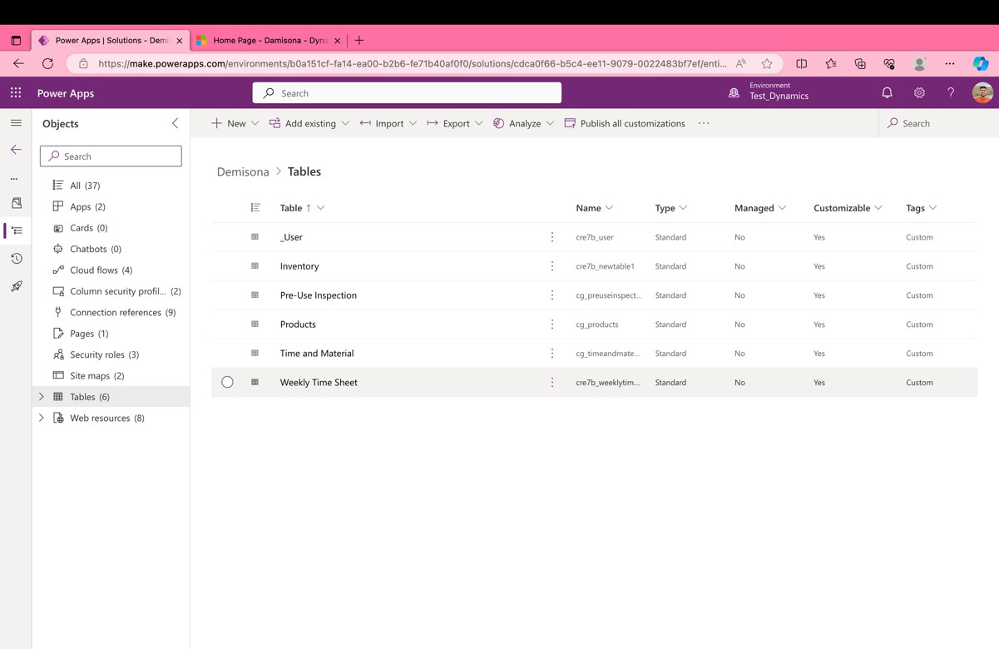 Power Apps | Solutions - Demi
Home Page - Damisona - Dyna
https://make.powerapps.com/environments/b0a151cf-fa14-ea00-b2b6-fe71b40af0f0/solutions/cdca0f66-b5c4-ee11-9079-0022483bf7ef/enti...
Power Apps
Search
Environment
Test_Dynamics
Objects
New
Add existing
Import
Export
Analyze
Publish all customizations
Search
Search
All (37)
Apps (2)
Cards (0)
Chatbots (0)
Cloud flows (4)
Column security profil... (2)
Connection references (9)
Pages (1)
Security roles (3)
Site maps (2)
Tables (6)
Web resources (8)
Demisona > Tables
Table ↑ Name Type Managed Customizable Tags
_User cre7b_user Standard No Yes Custom
Inventory cre7b_newtable1 Standard No Yes Custom
Pre-Use Inspection cg_preuseinspect... Standard No Yes Custom
Products cg_products Standard No Yes Custom
Time and Material cg_timeandmate... Standard No Yes Custom
Weekly Time Sheet cre7b_weeklytim... Standard No Yes Custom